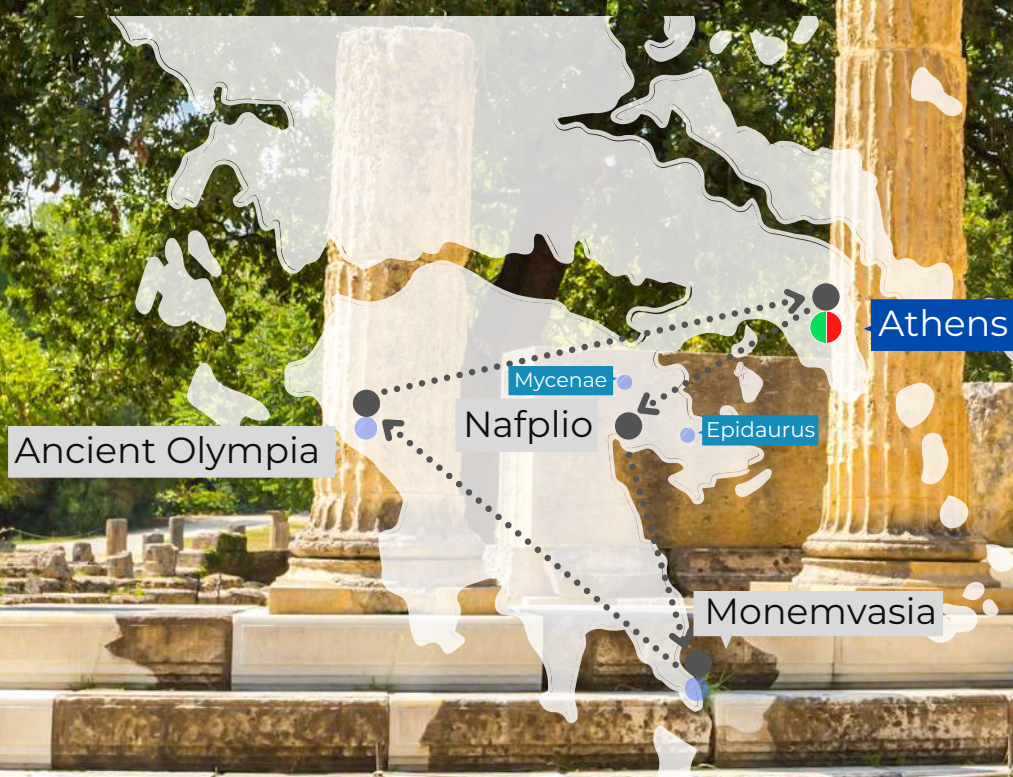 Athens
Mycenae
Nafplio
Epidaurus
Ancient Olympia
Monemvasia